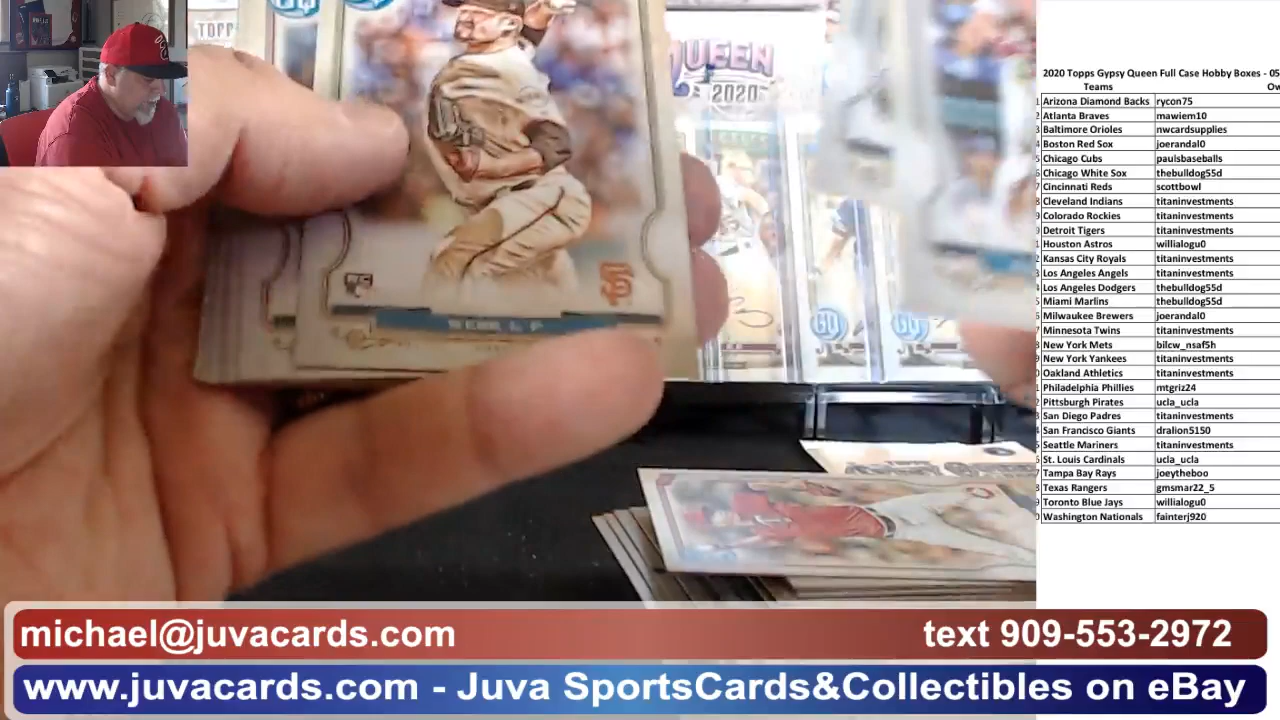 TOPP
GQ
QUEEN
2020
GQ GQ
2020 Topps Gypsy Queen Full Case Hobby Boxes - 05
Teams Ow
Arizona Diamond Backs rycon75
Atlanta Braves mawiem10
Baltimore Orioles nwcardsupplies
Boston Red Sox joerandal0
Chicago Cubs paulsbaseballs
Chicago White Sox thebulldog55d
Cincinnati Reds scottbowl
Cleveland Indians titaninvestments
Colorado Rockies titaninvestments
Detroit Tigers titaninvestments
Houston Astros willialogu0
Kansas City Royals titaninvestments
Los Angeles Angels titaninvestments
Los Angeles Dodgers thebulldog55d
Miami Marlins thebulldog55d
Milwaukee Brewers joerandal0
Minnesota Twins titaninvestments
New York Mets bilcw_nsaf5h
New York Yankees titaninvestments
Oakland Athletics titaninvestments
Philadelphia Phillies mtgriz24
Pittsburgh Pirates ucla_ucla
San Diego Padres titaninvestments
San Francisco Giants dralion5150
Seattle Mariners titaninvestments
St. Louis Cardinals ucla_ucla
Tampa Bay Rays joeytheboo
Texas Rangers gmsmar22_5
Toronto Blue Jays willialogu0
Washington Nationals fainterj920
michael@juvacards.com text 909-553-2972
www.juvacards.com - Juva SportsCards&Collectibles on eBay